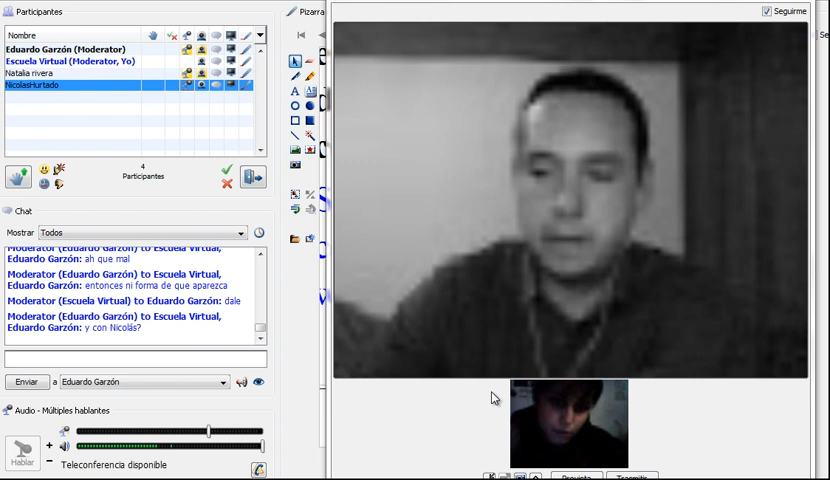 Participantes
Nombre
Eduardo Garzón (Moderator)
Escuela Virtual (Moderator, Yo)
Natalia rivera
NicolasHurtado
4
Participantes
Chat
Mostrar Todos
Moderator (Eduardo Garzón) to Escuela Virtual,
Eduardo Garzón: ah que mal
Moderator (Eduardo Garzón) to Escuela Virtual,
Eduardo Garzón: entonces ni forma de que aparezca
Moderator (Escuela Virtual) to Eduardo Garzón: dale
Moderator (Eduardo Garzón) to Escuela Virtual,
Eduardo Garzón: y con Nicolás?
Enviar a Eduardo Garzón
Audio - Múltiples hablantes
Hablar
Teleconferencia disponible
Pizarra
Seguirme